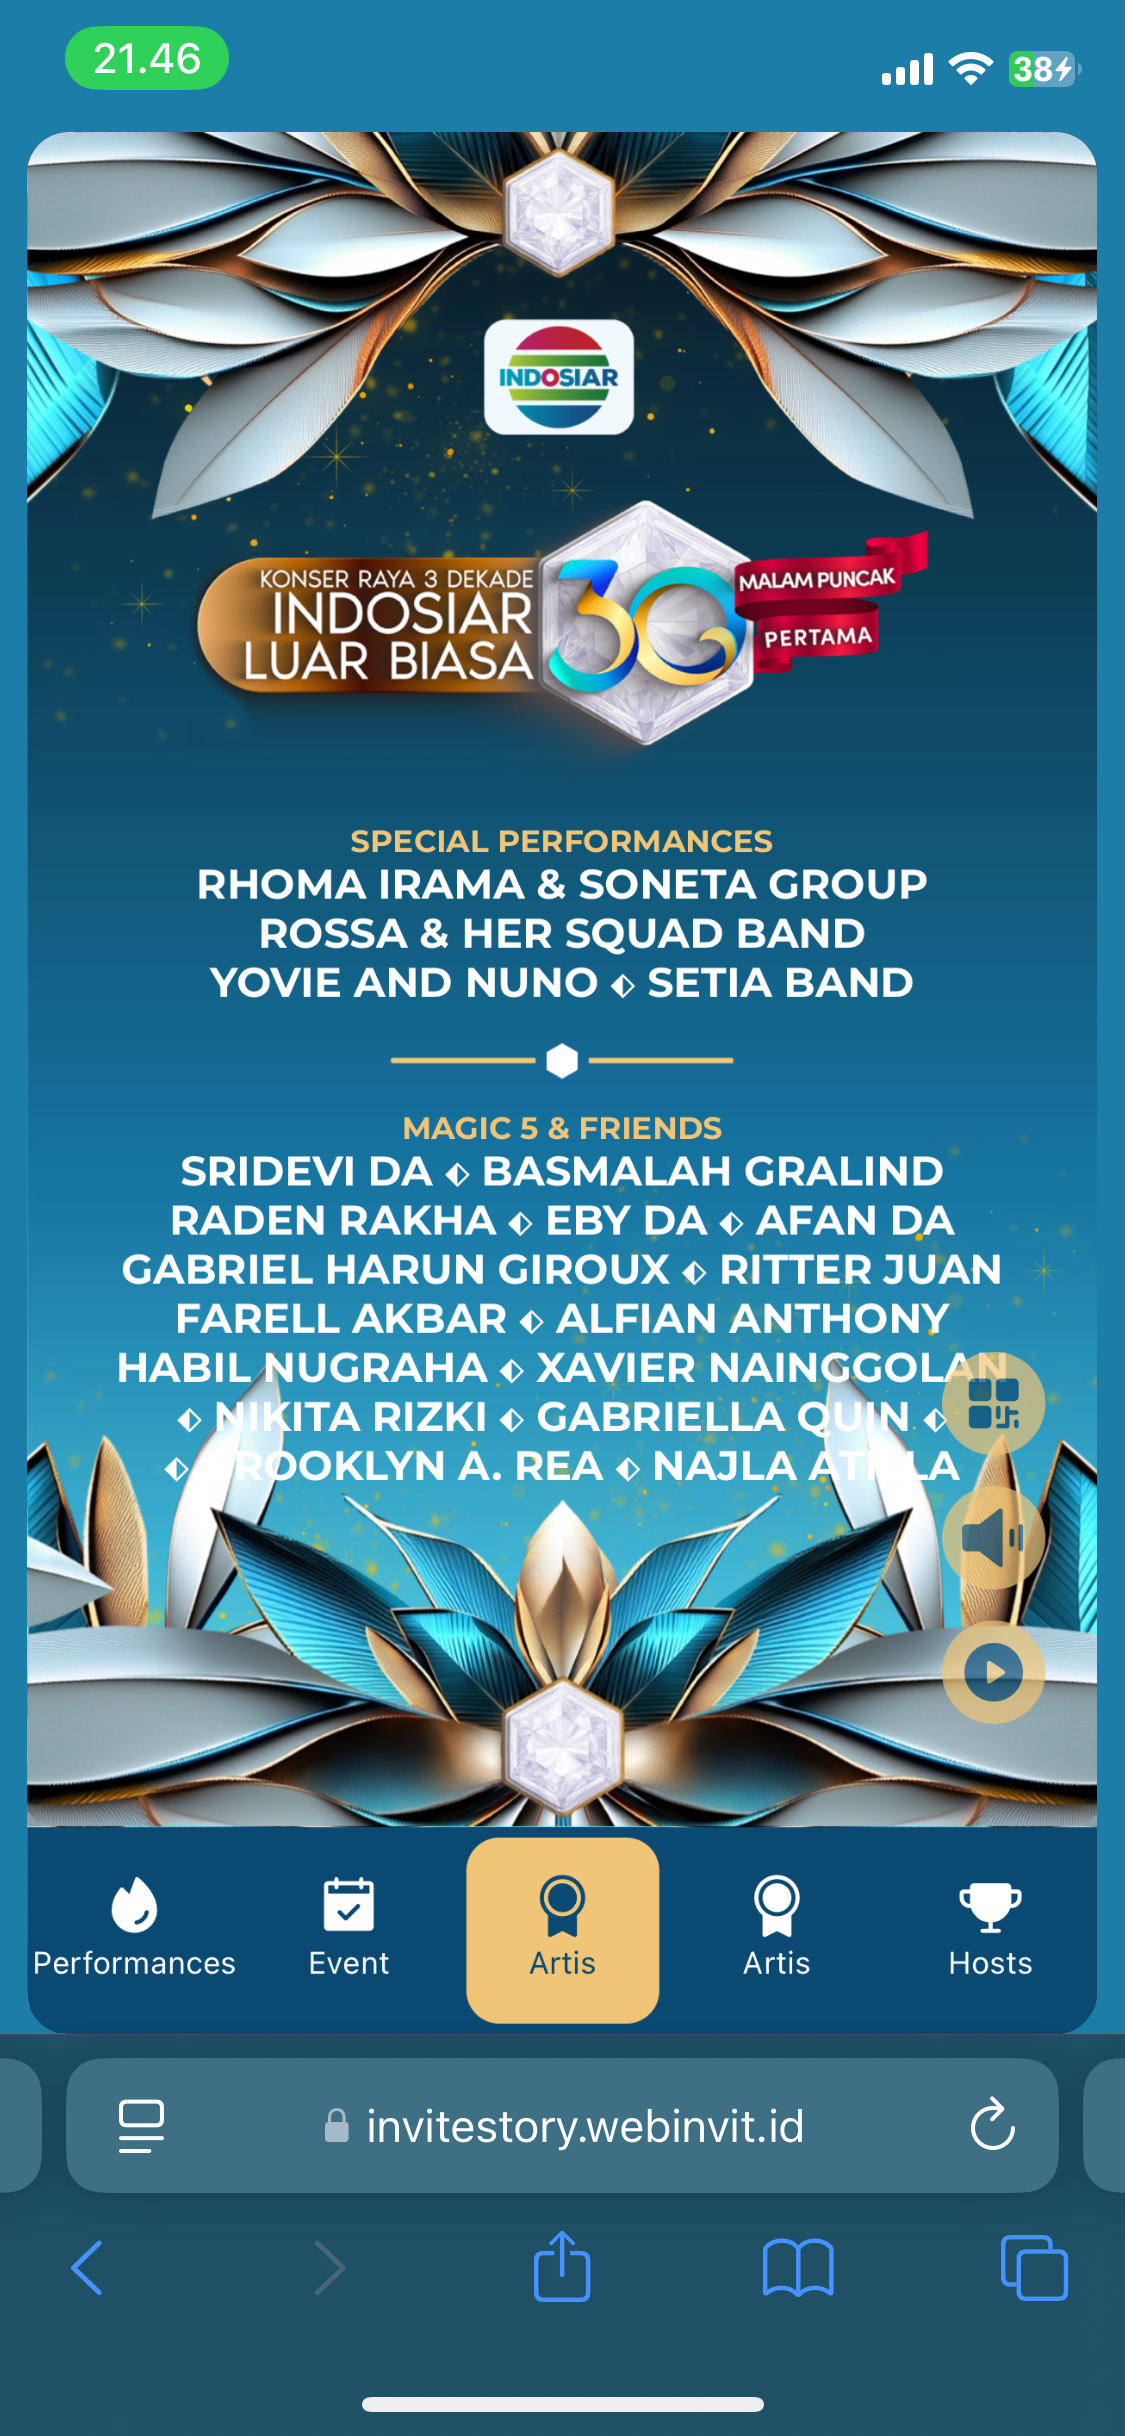 21.46
38
INDOSIAR
KONSER RAYA 3 DEKADE
INDOSIAR
LUAR BIASA
30
MALAM PUNCAK
PERTAMA
SPECIAL PERFORMANCES
RHOMA IRAMA & SONETA GROUP
ROSSA & HER SQUAD BAND
YOVIE AND NUNO ⬖ SETIA BAND
MAGIC 5 & FRIENDS
SRIDEVI DA ⬖ BASMALAH GRALIND
RADEN RAKHA ⬖ EBY DA ⬖ AFAN DA
GABRIEL HARUN GIROUX ⬖ RITTER JUAN
FARELL AKBAR ⬖ ALFIAN ANTHONY
HABIL NUGRAHA ⬖ XAVIER NAINGGOLAN
⬖ NIKITA RIZKI ⬖ GABRIELLA QUIN ⬖
⬖ BROOKLYN A. REA ⬖ NAJLA
Performances
Event
Artis
Artis
Hosts
invitestory.webinvit.id